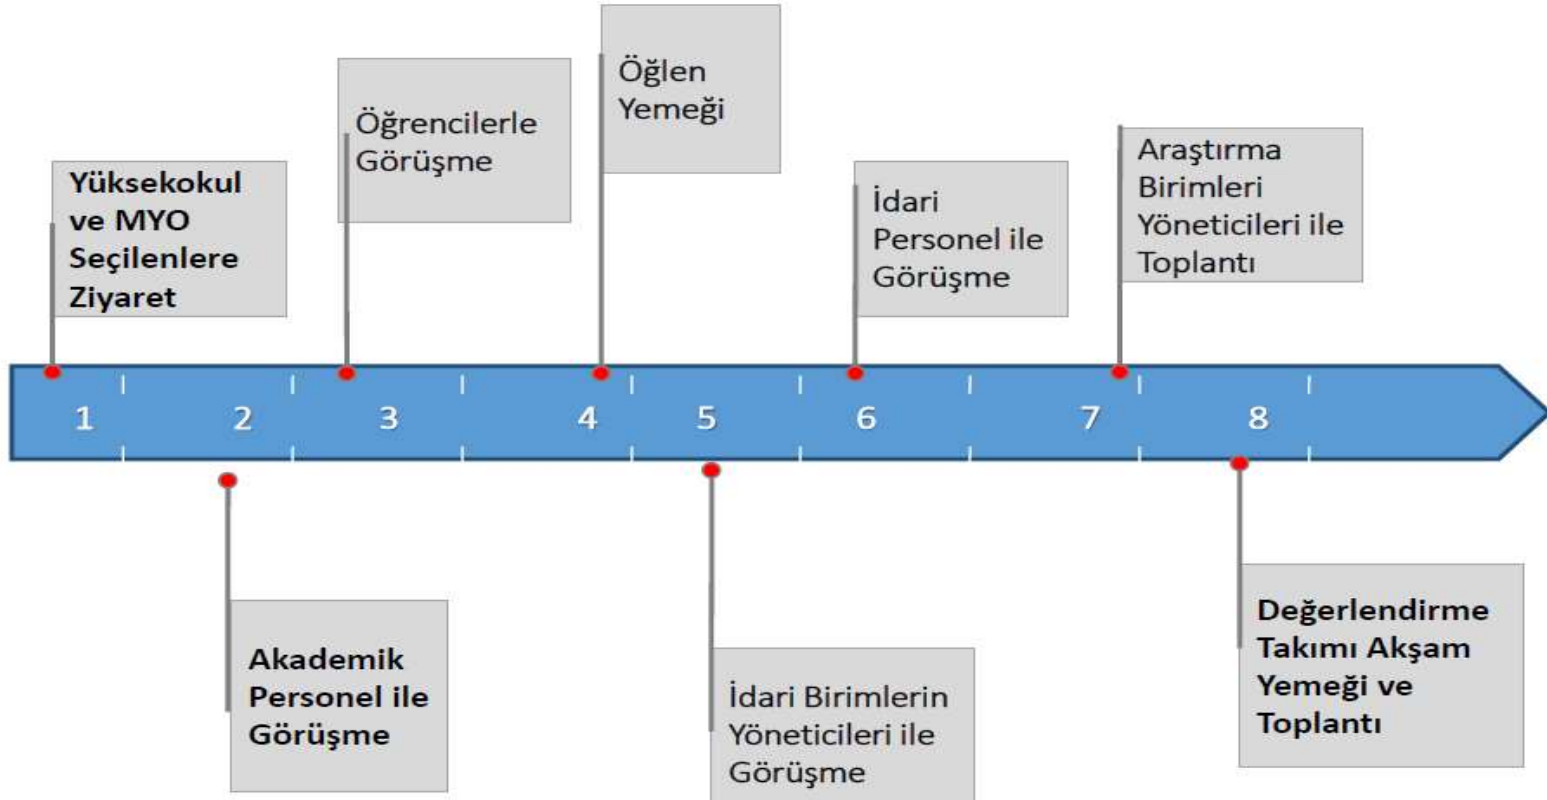 Öğlen
Yemeği
Öğrencilerle
Görüşme
Araştırma
Birimleri
Yöneticileri ile
Toplantı
Yüksekokul
ve MYO
Seçilenlere
Ziyaret
İdari
Personel ile
Görüşme
1 2 3 4 5 6 7 8
Akademik
Personel ile
Görüşme
İdari Birimlerin
Yöneticileri ile
Görüşme
Değerlendirme
Takımı Akşam
Yemeği ve
Toplantı